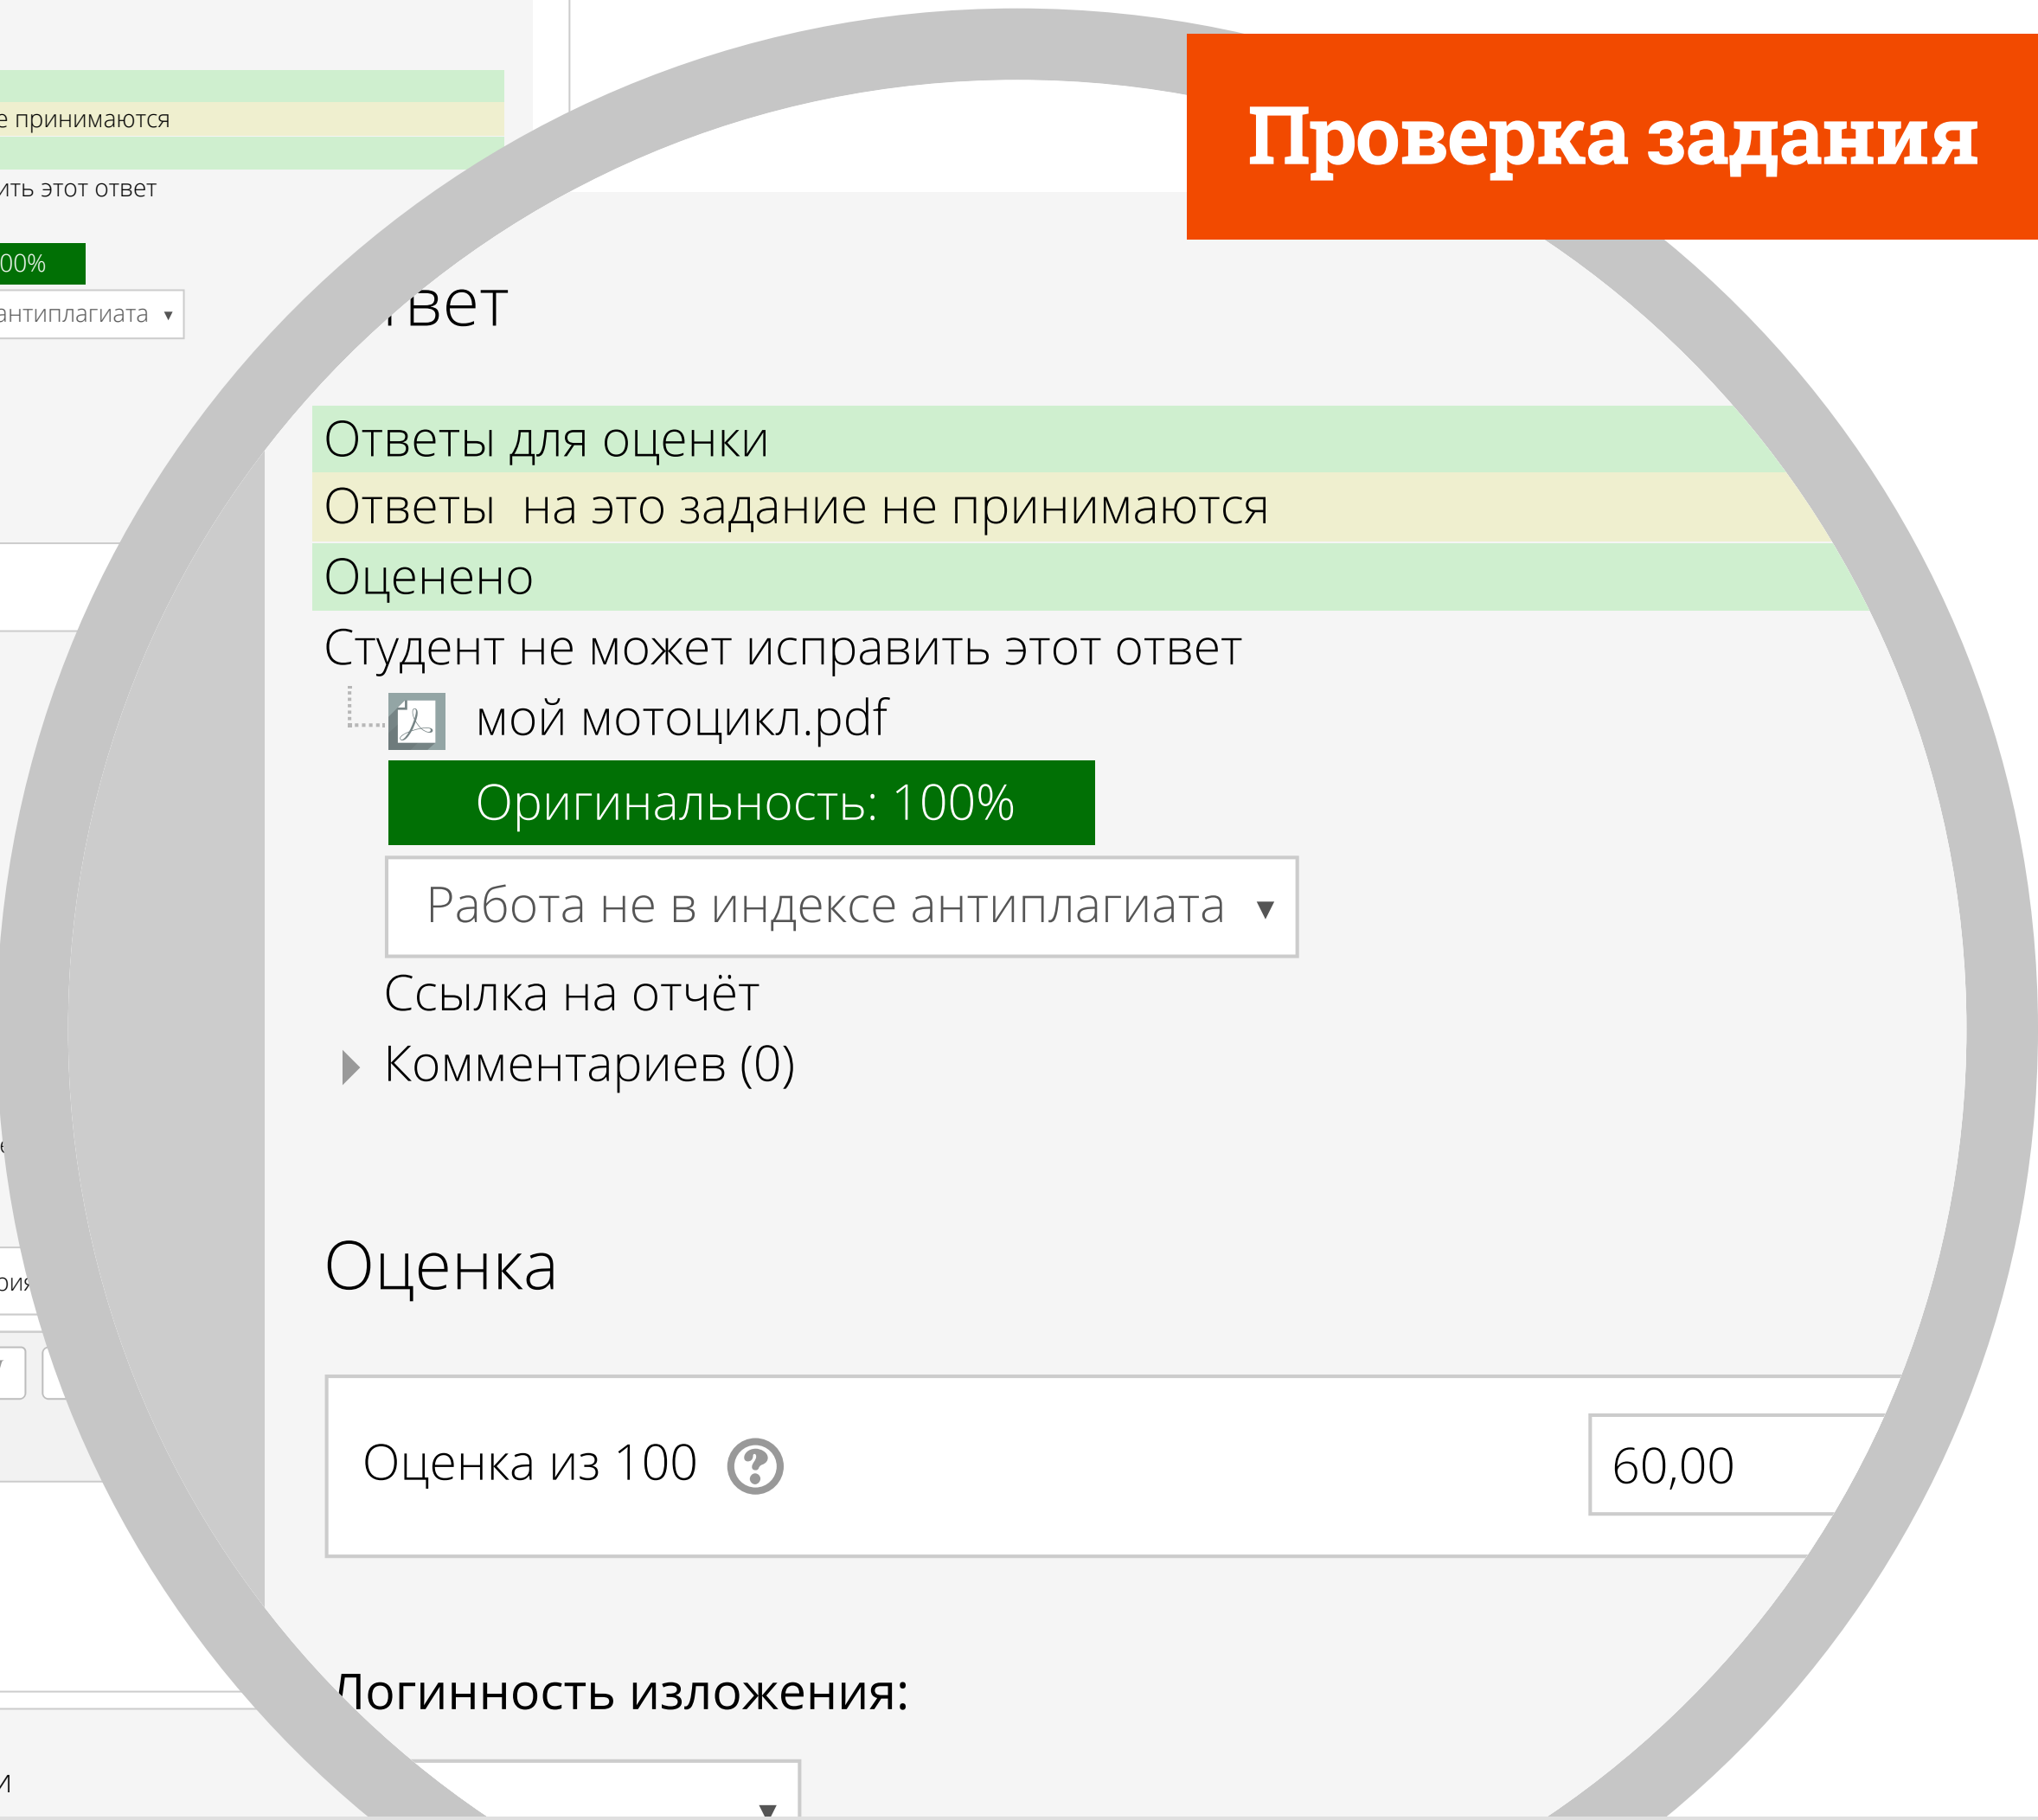 Проверка задания
е принимаются
ить этот ответ
00%
антиплагиата
вет
Ответы для оценки
Ответы на это задание не принимаются
Оценено
Студент не может исправить этот ответ
мой мотоцикл.pdf
Оригинальность: 100%
Работа не в индексе антиплагиата
Ссылка на отчёт
Комментариев (0)
Оценка
Оценка из 100
60,00
Логинность изложения: